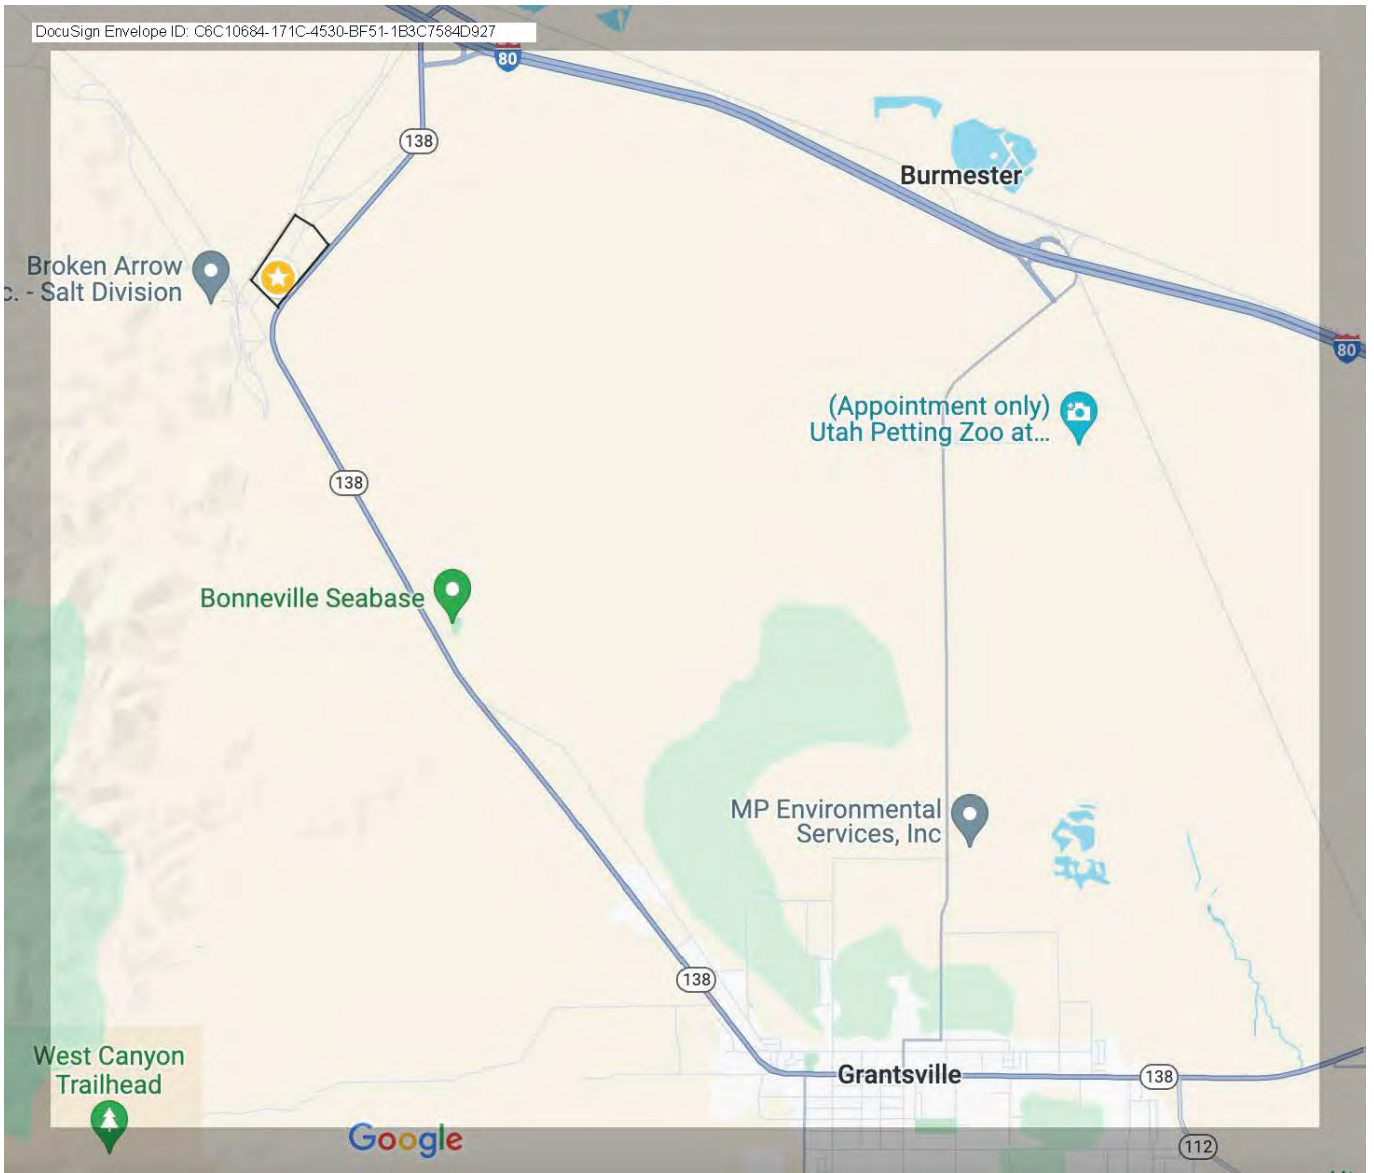 DocuSign Envelope ID: C6C10684-171C-4530-BF51-1B3C7584D927
80
138
Burmester
Broken Arrow
c. - Salt Division
80
(Appointment only)
Utah Petting Zoo at...
138
Bonneville Seabase
MP Environmental
Services, Inc
138
West Canyon
Trailhead
Grantsville
138
Google
112